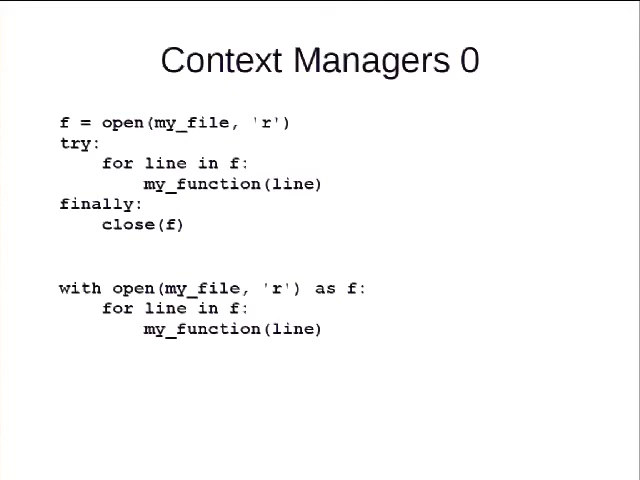 Context Managers 0
f = open(my_file, 'r')
try:
    for line in f:
        my_function(line)
finally:
    close(f)
with open(my_file, 'r') as f:
    for line in f:
        my_function(line)